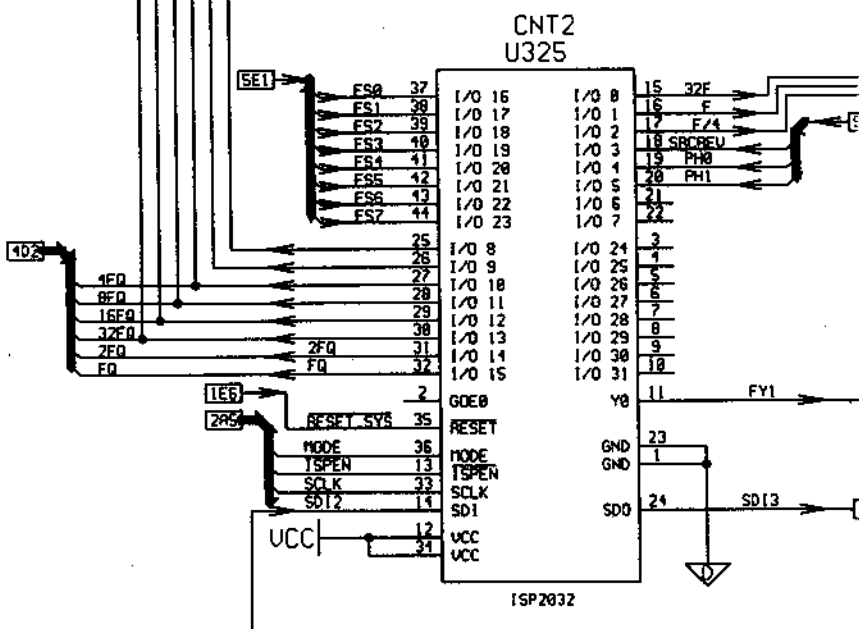 CNT2
U325
5E1
FS0 37 I/O 16 I/O 0 15 32F
FS1 38 I/O 17 I/O 1 16 F
FS2 39 I/O 18 I/O 2 17 F/4
FS3 40 I/O 19 I/O 3 18 SRCREV
FS4 41 I/O 20 I/O 4 19 PH0
FS5 42 I/O 21 I/O 5 20 PH1
FS6 43 I/O 22 I/O 6 21
FS7 44 I/O 23 I/O 7 22
4D2
25 I/O 8 I/O 24 3
26 I/O 9 I/O 25 4
4FQ 27 I/O 10 I/O 26 5
8FQ 28 I/O 11 I/O 27 6
16FQ 29 I/O 12 I/O 28 7
32FQ 30 I/O 13 I/O 29 8
2FQ 2FQ 31 I/O 14 I/O 30 9
FQ FQ 32 I/O 15 I/O 31 10
1E6 2 GOE0 Y0 11 FY1
2A5 RESET_SYS 35 RESET
MODE 36 MODE GND 23
ISPEN 13 ISPEN GND 1
SCLK 33 SCLK
SDI2 14 SDI SDO 24 SDI3
VCC 12 VCC
34 VCC
D
ISP2032